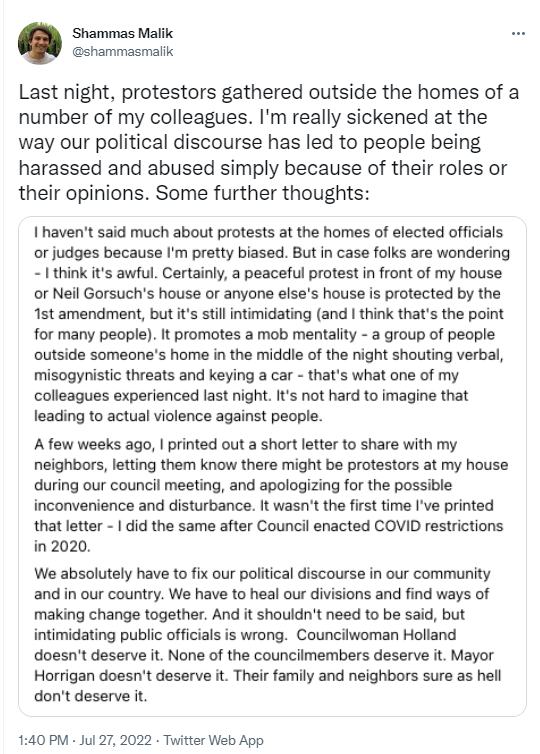 Shammas Malik
@shammasmalik
Last night, protestors gathered outside the homes of a
number of my colleagues. I'm really sickened at the
way our political discourse has led to people being
harassed and abused simply because of their roles or
their opinions. Some further thoughts:
I haven't said much about protests at the homes of elected officials
or judges because I'm pretty biased. But in case folks are wondering
- I think it's awful. Certainly, a peaceful protest in front of my house
or Neil Gorsuch's house or anyone else's house is protected by the
1st amendment, but it's still intimidating (and I think that's the point
for many people). It promotes a mob mentality - a group of people
outside someone's home in the middle of the night shouting verbal,
misogynistic threats and keying a car - that's what one of my
colleagues experienced last night. It's not hard to imagine that
leading to actual violence against people.
A few weeks ago, I printed out a short letter to share with my
neighbors, letting them know there might be protestors at my house
during our council meeting, and apologizing for the possible
inconvenience and disturbance. It wasn't the first time I've printed
that letter - I did the same after Council enacted COVID restrictions
in 2020.
We absolutely have to fix our political discourse in our community
and in our country. We have to heal our divisions and find ways of
making change together. And it shouldn't need to be said, but
intimidating public officials is wrong.  Councilwoman Holland
doesn't deserve it. None of the councilmembers deserve it. Mayor
Horrigan doesn't deserve it. Their family and neighbors sure as hell
don't deserve it.
1:40 PM · Jul 27, 2022 · Twitter Web App